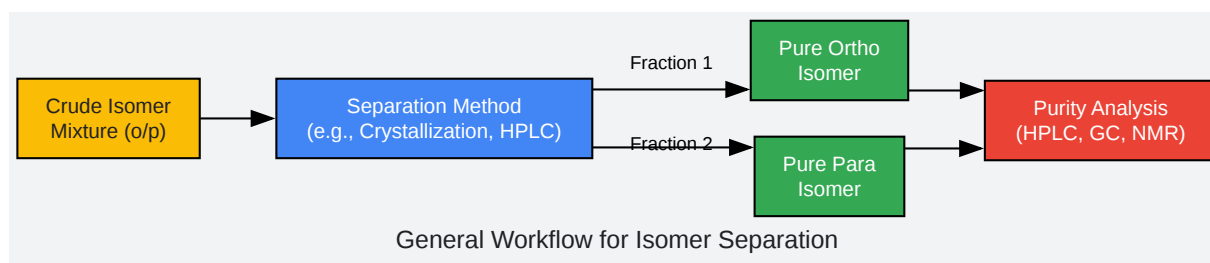 Crude Isomer
Mixture (o/p)
Separation Method
(e.g., Crystallization, HPLC)
Fraction 1
Fraction 2
Pure Ortho
Isomer
Pure Para
Isomer
Purity Analysis
(HPLC, GC, NMR)
General Workflow for Isomer Separation